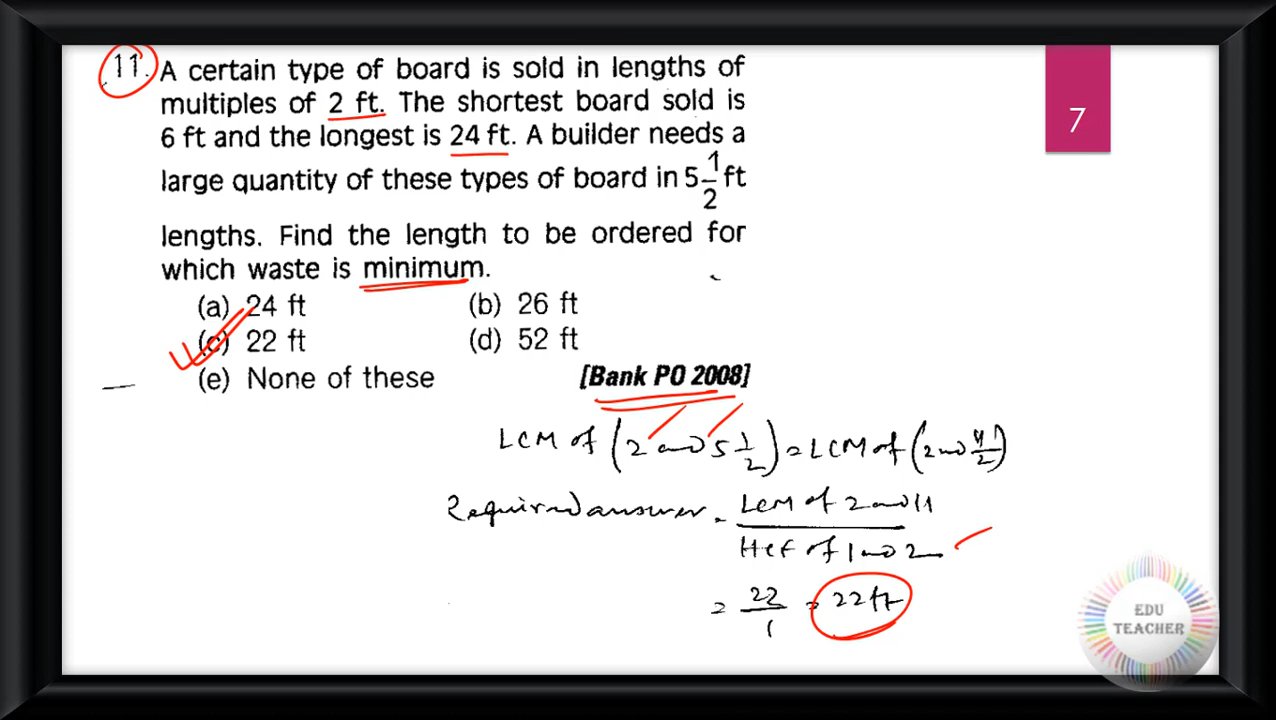 11. A certain type of board is sold in lengths of
multiples of 2 ft. The shortest board sold is
6 ft and the longest is 24 ft. A builder needs a
large quantity of these types of board in 5 1/2 ft
lengths. Find the length to be ordered for
which waste is minimum.
(a) 24 ft (b) 26 ft
(c) 22 ft (d) 52 ft
(e) None of these [Bank PO 2008]
LCM of (2 and 5 1/2) = LCM of (2 and 11/2)
Required answer = LCM of 2 and 11 / HCF of 1 and 2
= 22/1 = 22 ft
7
EDU
TEACHER